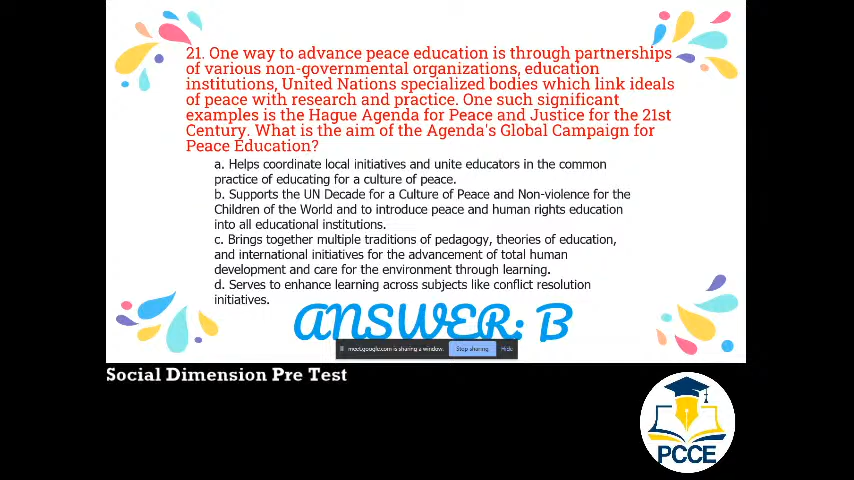 21. One way to advance peace education is through partnerships
of various non-governmental organizations, education
institutions, United Nations specialized bodies which link ideals
of peace with research and practice. One such significant
examples is the Hague Agenda for Peace and Justice for the 21st
Century. What is the aim of the Agenda's Global Campaign for
Peace Education?
a. Helps coordinate local initiatives and unite educators in the common
practice of educating for a culture of peace.
b. Supports the UN Decade for a Culture of Peace and Non-violence for the
Children of the World and to introduce peace and human rights education
into all educational institutions.
c. Brings together multiple traditions of pedagogy, theories of education,
and international initiatives for the advancement of total human
development and care for the environment through learning.
d. Serves to enhance learning across subjects like conflict resolution
initiatives.
ANSWER: B
meet.google.com is sharing a window.
Stop sharing
Hide
Social Dimension Pre Test
PCCE